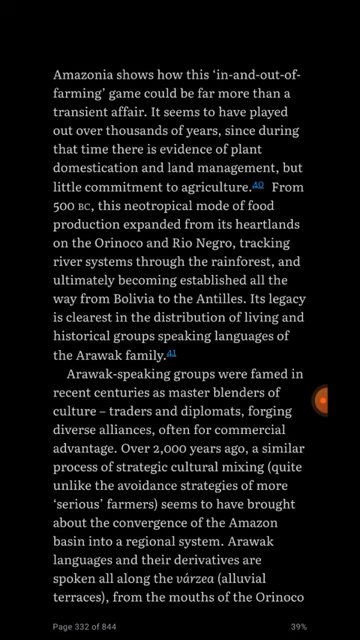 Amazonia shows how this ‘in-and-out-of-
farming’ game could be far more than a
transient affair. It seems to have played
out over thousands of years, since during
that time there is evidence of plant
domestication and land management, but
little commitment to agriculture.40 From
500 BC, this neotropical mode of food
production expanded from its heartlands
on the Orinoco and Rio Negro, tracking
river systems through the rainforest, and
ultimately becoming established all the
way from Bolivia to the Antilles. Its legacy
is clearest in the distribution of living and
historical groups speaking languages of
the Arawak family.41
Arawak-speaking groups were famed in
recent centuries as master blenders of
culture – traders and diplomats, forging
diverse alliances, often for commercial
advantage. Over 2,000 years ago, a similar
process of strategic cultural mixing (quite
unlike the avoidance strategies of more
‘serious’ farmers) seems to have brought
about the convergence of the Amazon
basin into a regional system. Arawak
languages and their derivatives are
spoken all along the várzea (alluvial
terraces), from the mouths of the Orinoco
Page 332 of 844 39%